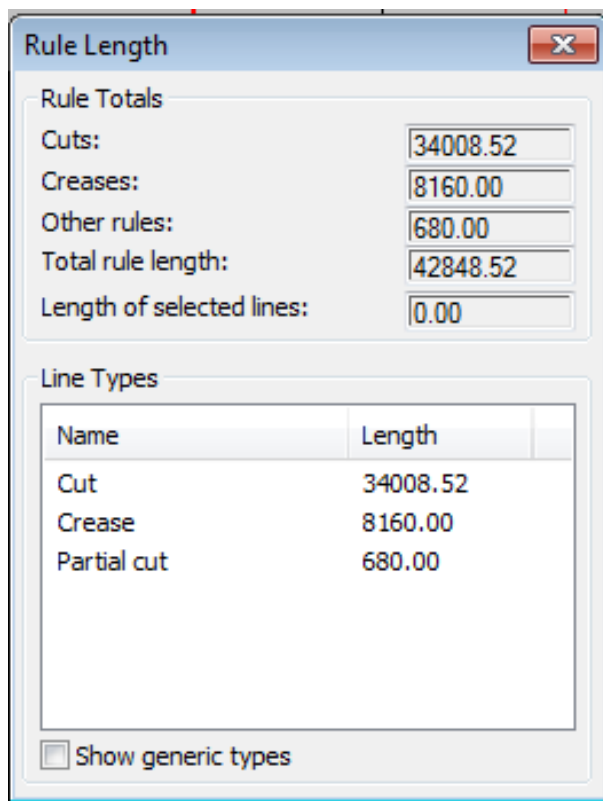 Rule Length
Rule Totals
Cuts: 34008.52
Creases: 8160.00
Other rules: 680.00
Total rule length: 42848.52
Length of selected lines: 0.00
Line Types
Name Length
Cut 34008.52
Crease 8160.00
Partial cut 680.00
Show generic types